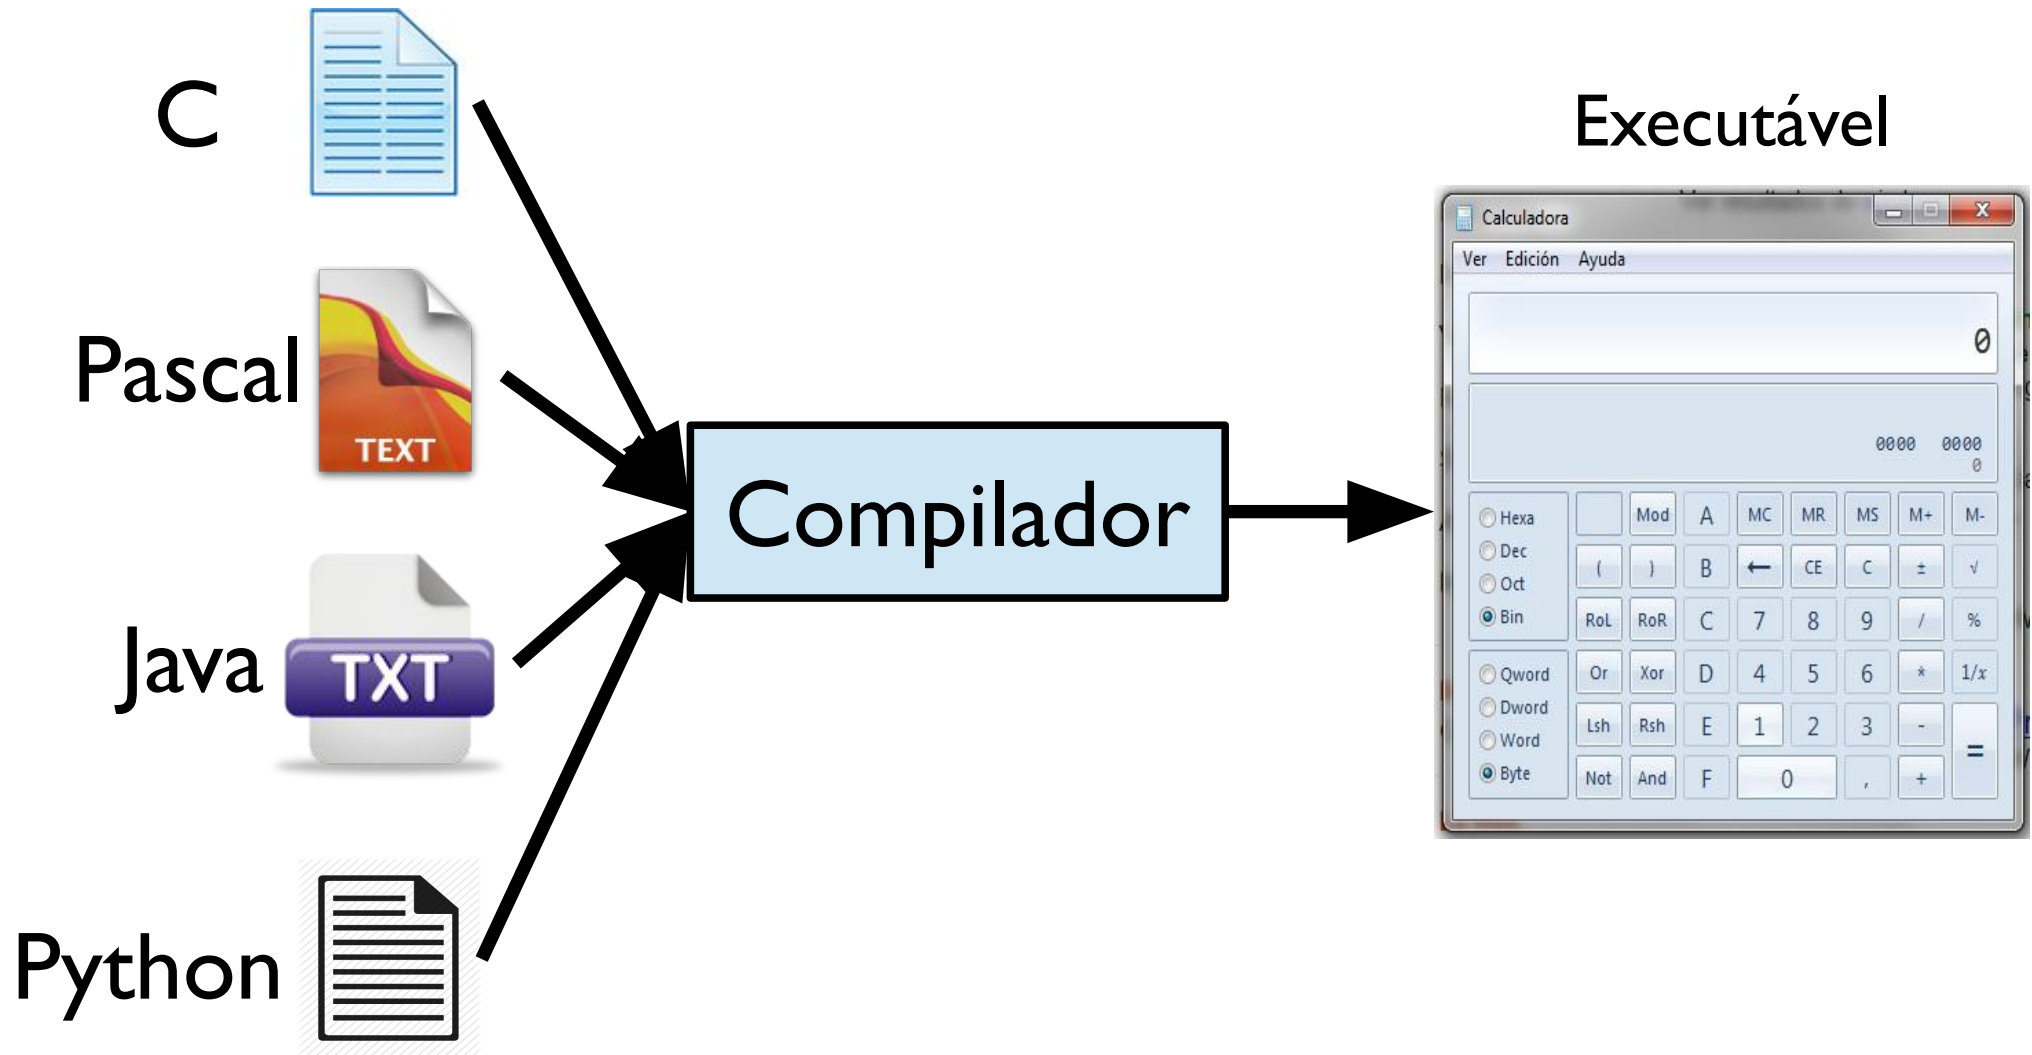 C
Executável
Calculadora
X
Ver Edición Ayuda
0
Pascal
TEXT
0000 0000
0
Compilador
Hexa Mod A MC MR MS M+ M-
Dec
Oct
( ) B ← CE C ± √
Bin
RoL RoR C 7 8 9 / %
Java
TXT
Qword Or Xor D 4 5 6 * 1/x
Dword
Word
Lsh Rsh E 1 2 3 - =
Byte Not And F 0 , +
Python